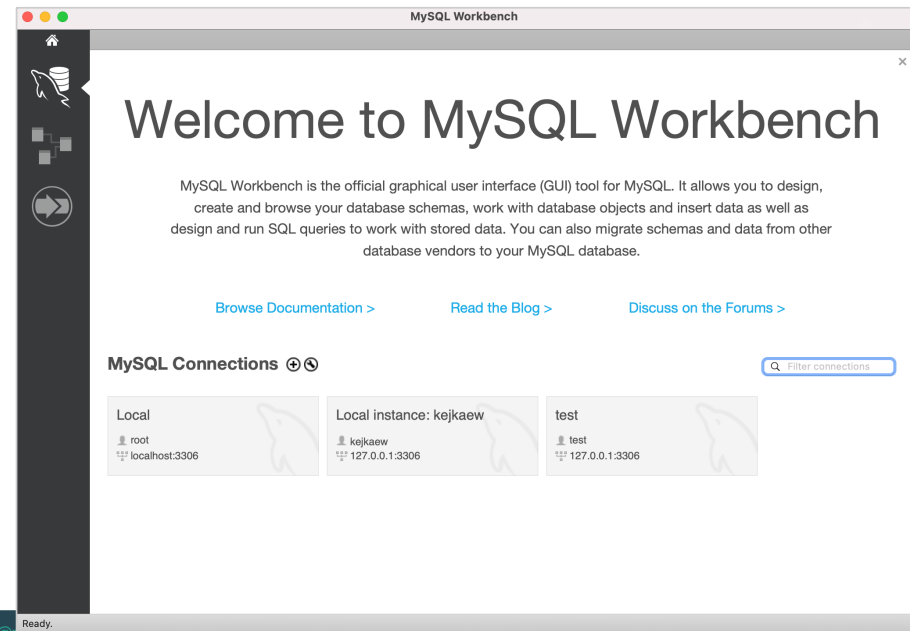 MySQL Workbench
Welcome to MySQL Workbench
MySQL Workbench is the official graphical user interface (GUI) tool for MySQL. It allows you to design,
create and browse your database schemas, work with database objects and insert data as well as
design and run SQL queries to work with stored data. You can also migrate schemas and data from other
database vendors to your MySQL database.
Browse Documentation > Read the Blog > Discuss on the Forums >
MySQL Connections
Filter connections
Local
root
localhost:3306
Local instance: kejkaew
kejkaew
127.0.0.1:3306
test
test
127.0.0.1:3306
Ready.